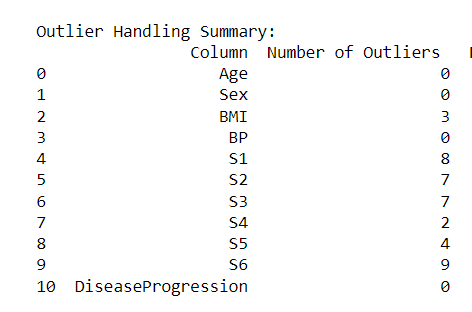 Outlier Handling Summary:
Column Number of Outliers
0 Age 0
1 Sex 0
2 BMI 3
3 BP 0
4 S1 8
5 S2 7
6 S3 7
7 S4 2
8 S5 4
9 S6 9
10 DiseaseProgression 0